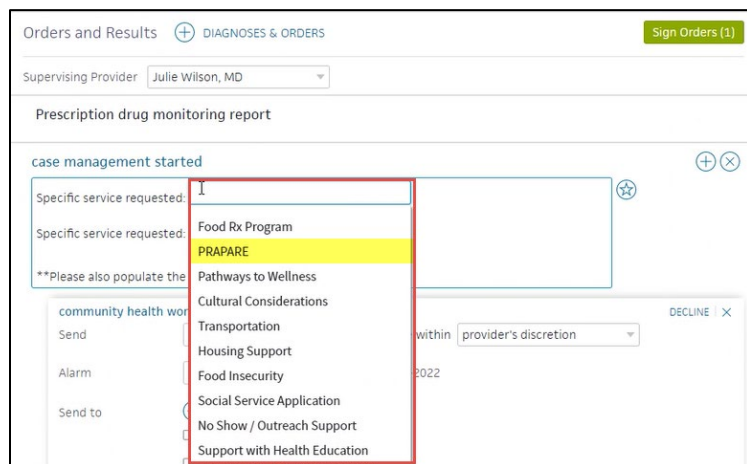 Orders and Results + DIAGNOSES & ORDERS Sign Orders (1)
Supervising Provider Julie Wilson, MD
Prescription drug monitoring report
case management started
Specific service requested:
Food Rx Program
Specific service requested:
PRAPARE
**Please also populate the
Pathways to Wellness
Cultural Considerations
community health wor
DECLINE
Transportation
Send
within provider's discretion
Housing Support
Alarm
Food Insecurity
2022
Social Service Application
Send to
No Show / Outreach Support
Support with Health Education